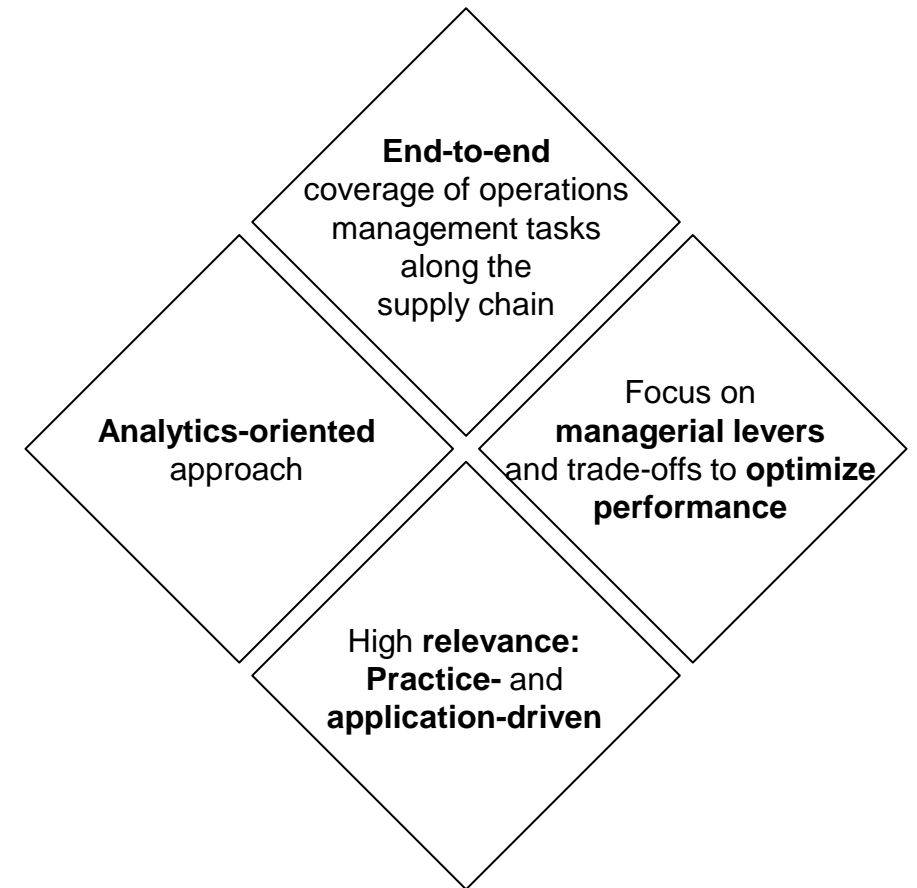 End-to-end
coverage of operations
management tasks
along the
supply chain
Analytics-oriented
approach
Focus on
managerial levers
and trade-offs to optimize
performance
High relevance:
Practice- and
application-driven